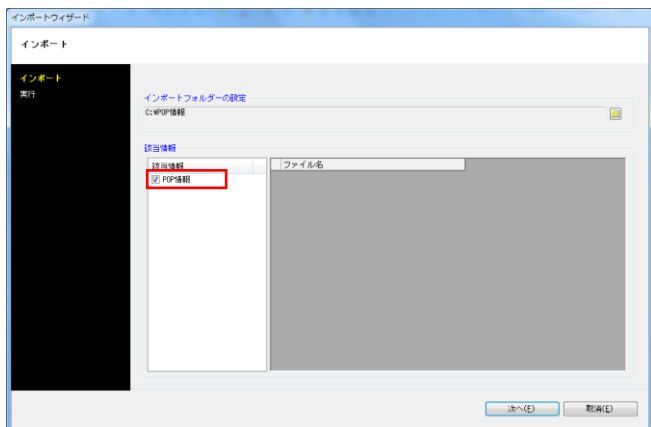 インポートウィザード
インポート
インポート
実行
インポートフォルダーの設定
C:¥POP情報
該当情報
該当情報 ファイル名
POP情報
次へ(E) 取消(E)